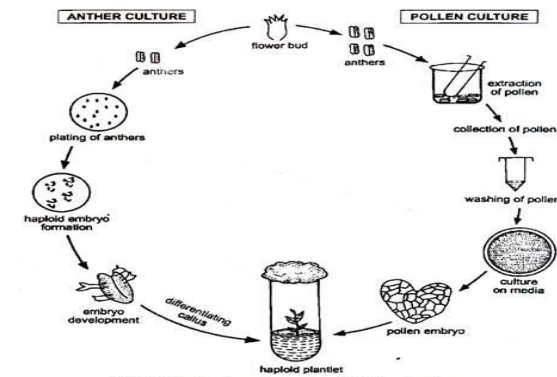 ANTHER CULTURE
POLLEN CULTURE
flower bud
anthers
anthers
extraction
of pollen
plating of anthers
collection of pollen
washing of pollen
haploid embryo
formation
culture
on media
embryo
development
differentiating
callus
pollen embryo
haploid plantlet